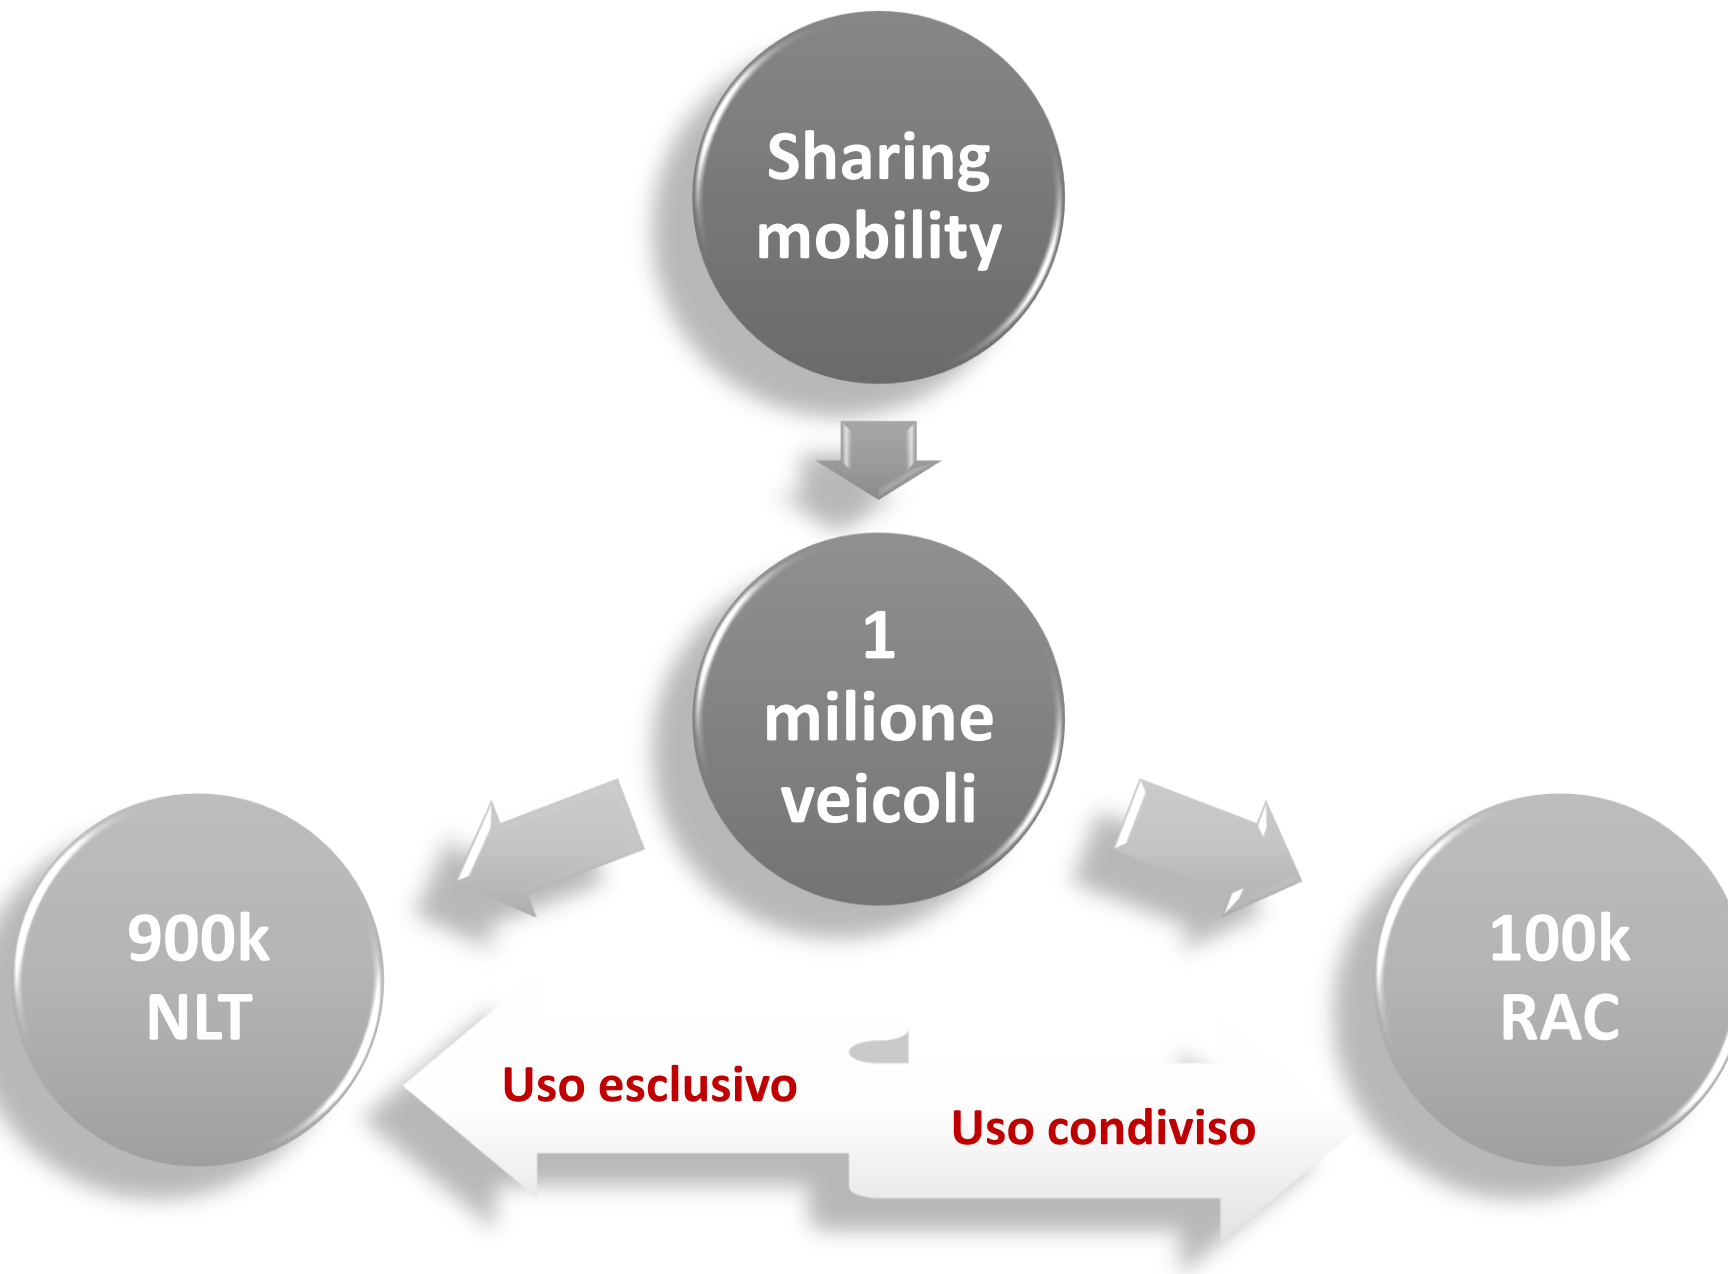 Sharing
mobility
1
milione
veicoli
900k
NLT
100k
RAC
Uso esclusivo
Uso condiviso